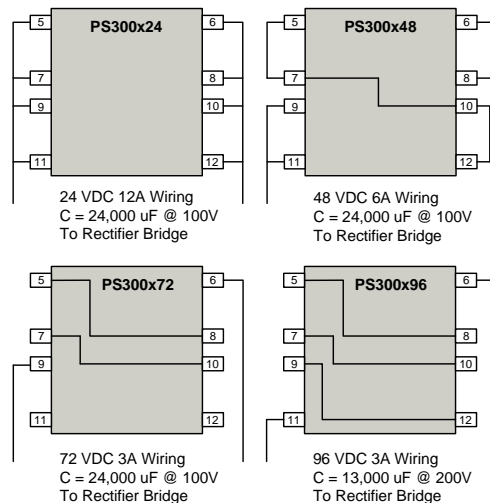 PS300x24
5
6
7
8
9
10
11
12
24 VDC 12A Wiring
C = 24,000 uF @ 100V
To Rectifier Bridge
PS300x48
5
6
7
8
9
10
11
12
48 VDC 6A Wiring
C = 24,000 uF @ 100V
To Rectifier Bridge
PS300x72
5
6
7
8
9
10
11
12
72 VDC 3A Wiring
C = 24,000 uF @ 100V
To Rectifier Bridge
PS300x96
5
6
7
8
9
10
11
12
96 VDC 3A Wiring
C = 13,000 uF @ 200V
To Rectifier Bridge